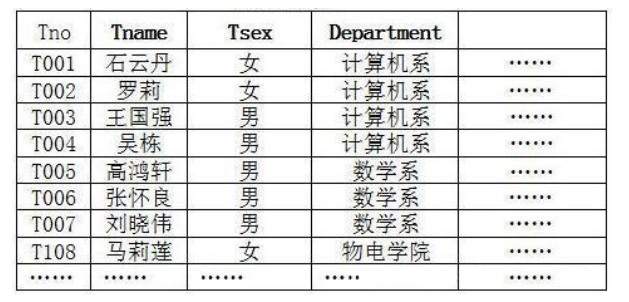 Tno Tname Tsex Department
T001 石云丹 女 计算机系 ……
T002 罗莉 女 计算机系 ……
T003 王国强 男 计算机系 ……
T004 吴栋 男 计算机系 ……
T005 高鸿轩 男 数学系 ……
T006 张怀良 男 数学系 ……
T007 刘晓伟 男 数学系 ……
T108 马莉莲 女 物电学院 ……
…… …… …… ····· ……